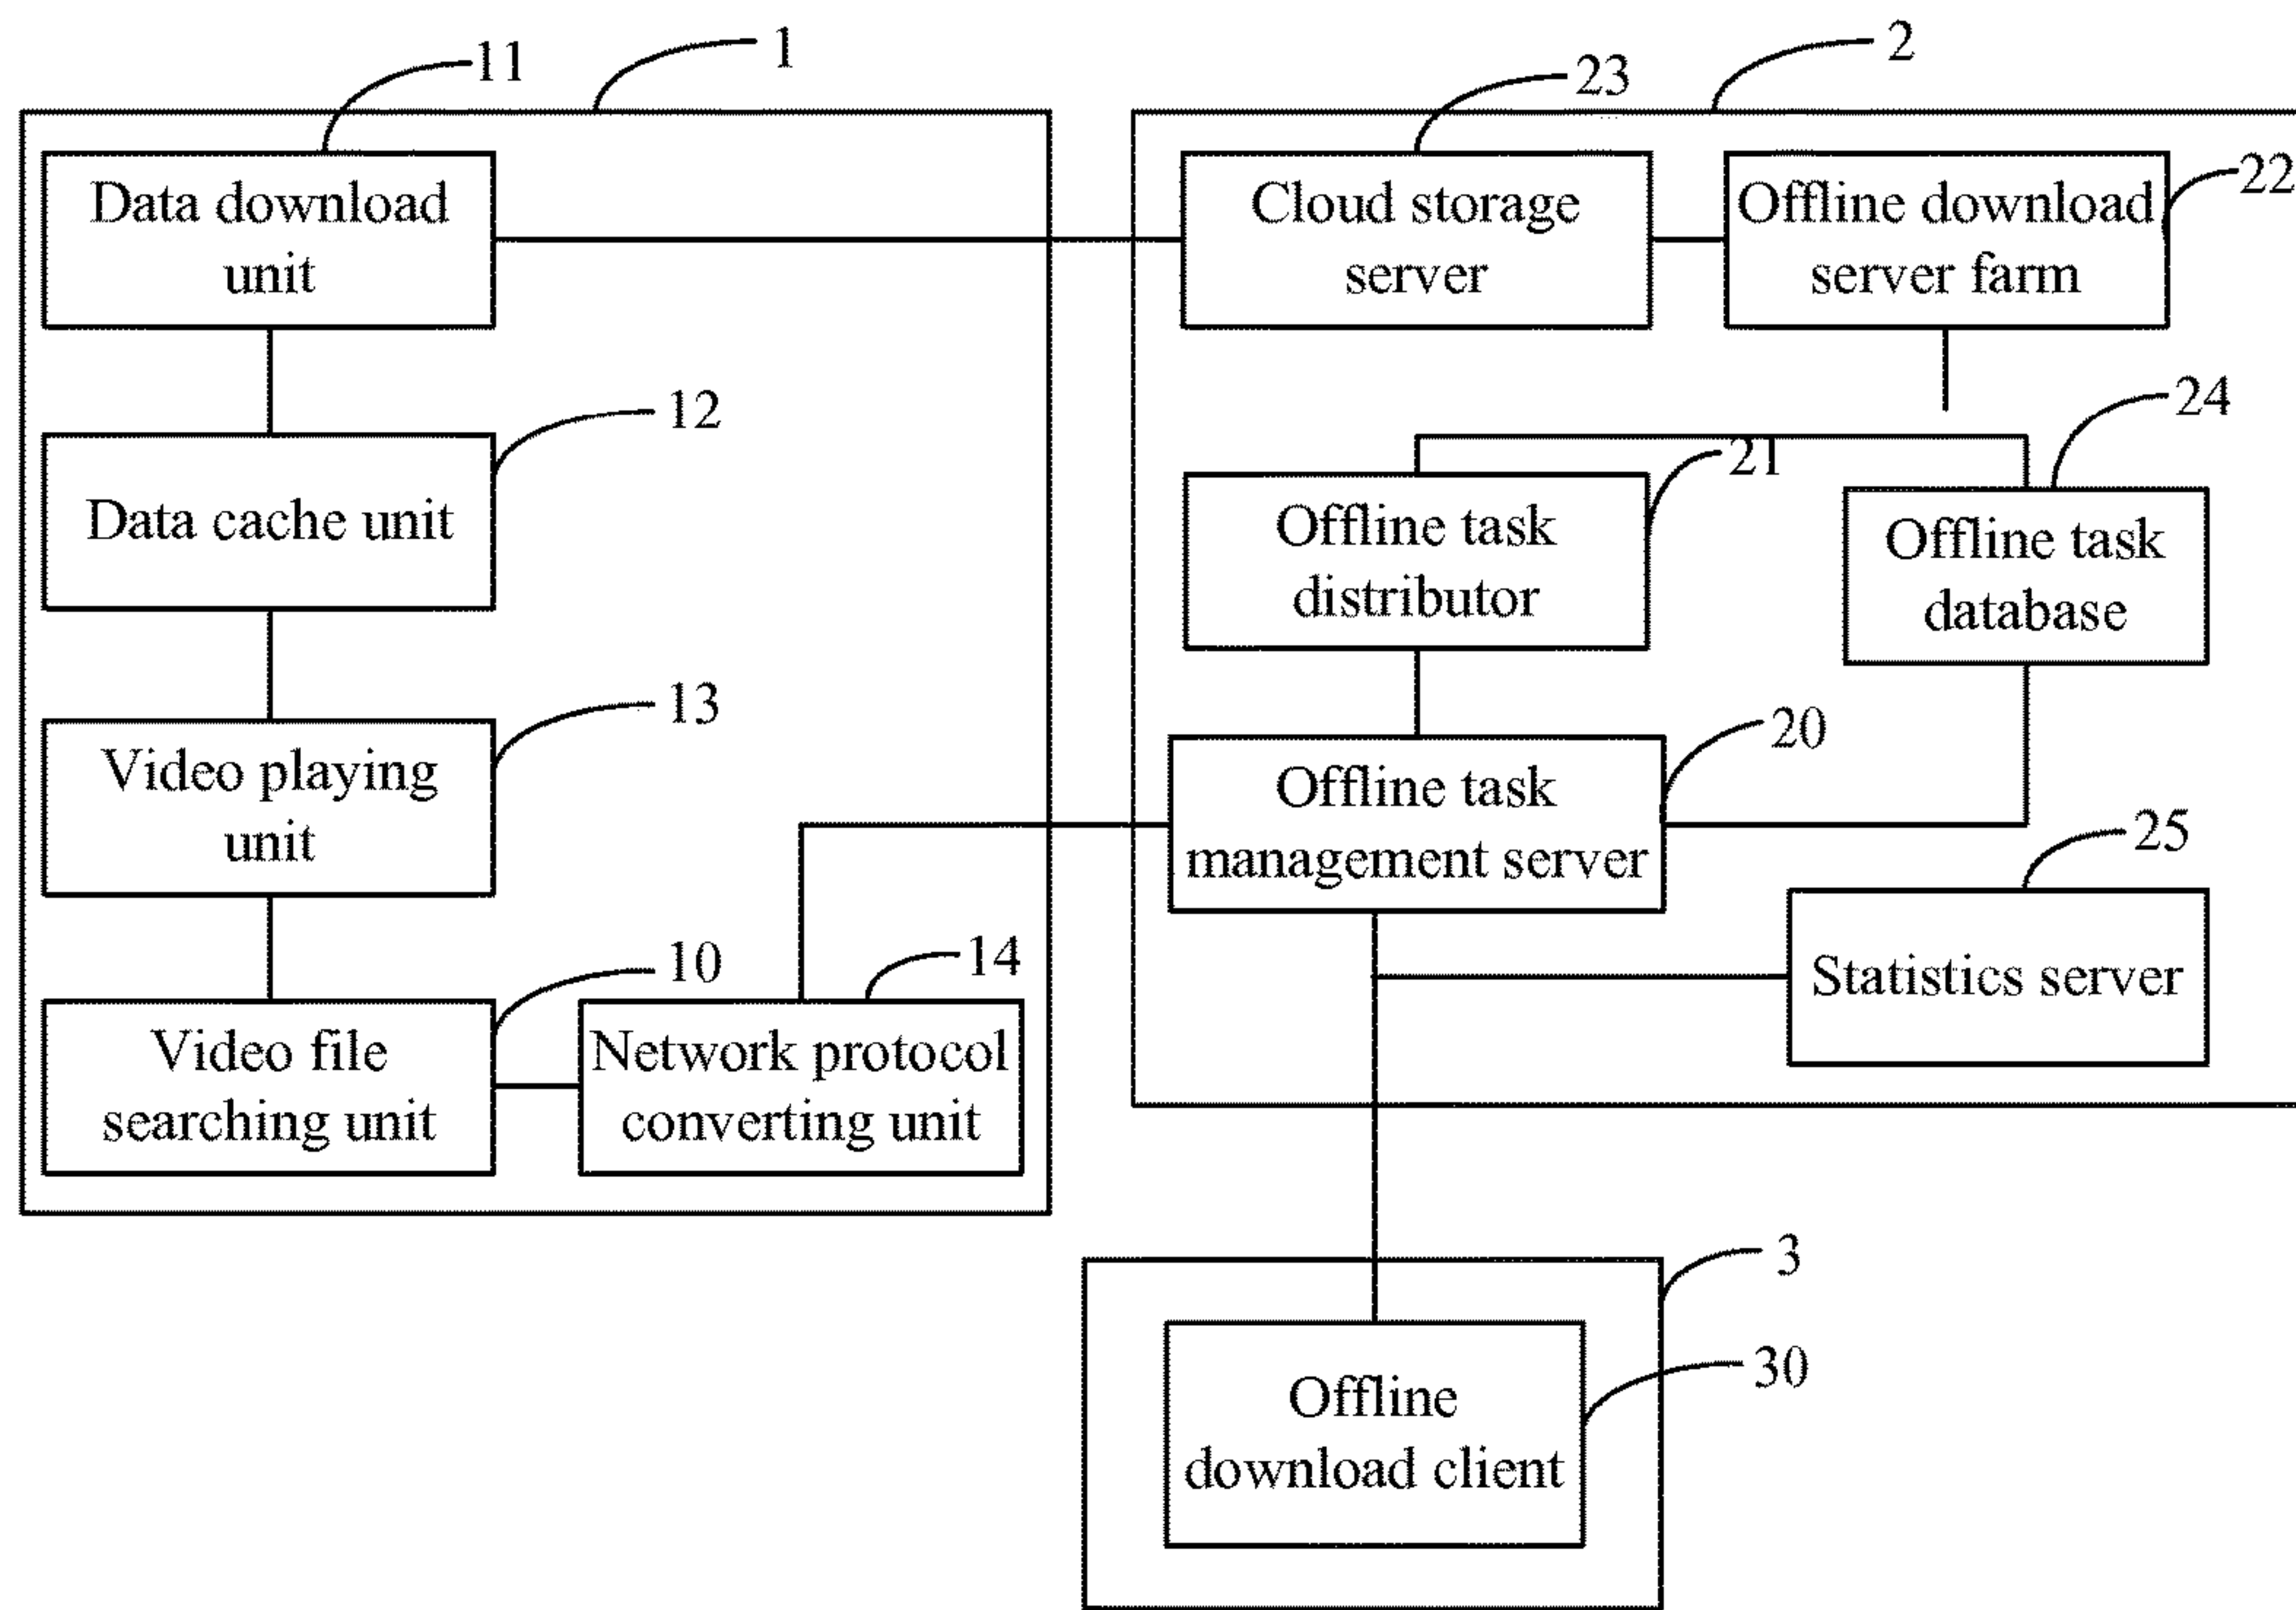 1
2
11
23
22
Data download
unit
Cloud storage
server
Offline download
server farm
12
24
21
Data cache unit
Offline task
distributor
Offline task
database
13
20
Video playing
unit
Offline task
management server
25
10
14
Statistics server
Video file
searching unit
Network protocol
converting unit
3
30
Offline
download client